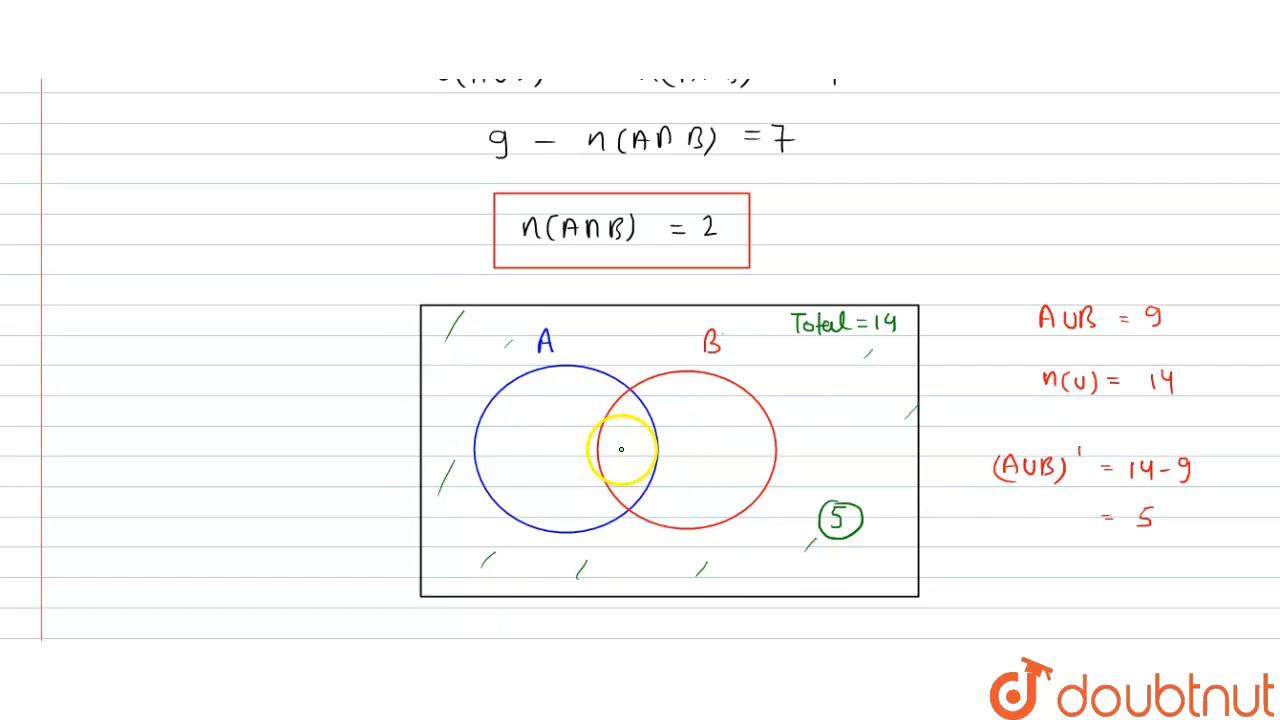 9 - n(A∩B) = 7
n(A∩B) = 2
Total = 14
A
B
5
A∪B = 9
n(U) = 14
(A∪B)' = 14 - 9
= 5
doubtnut